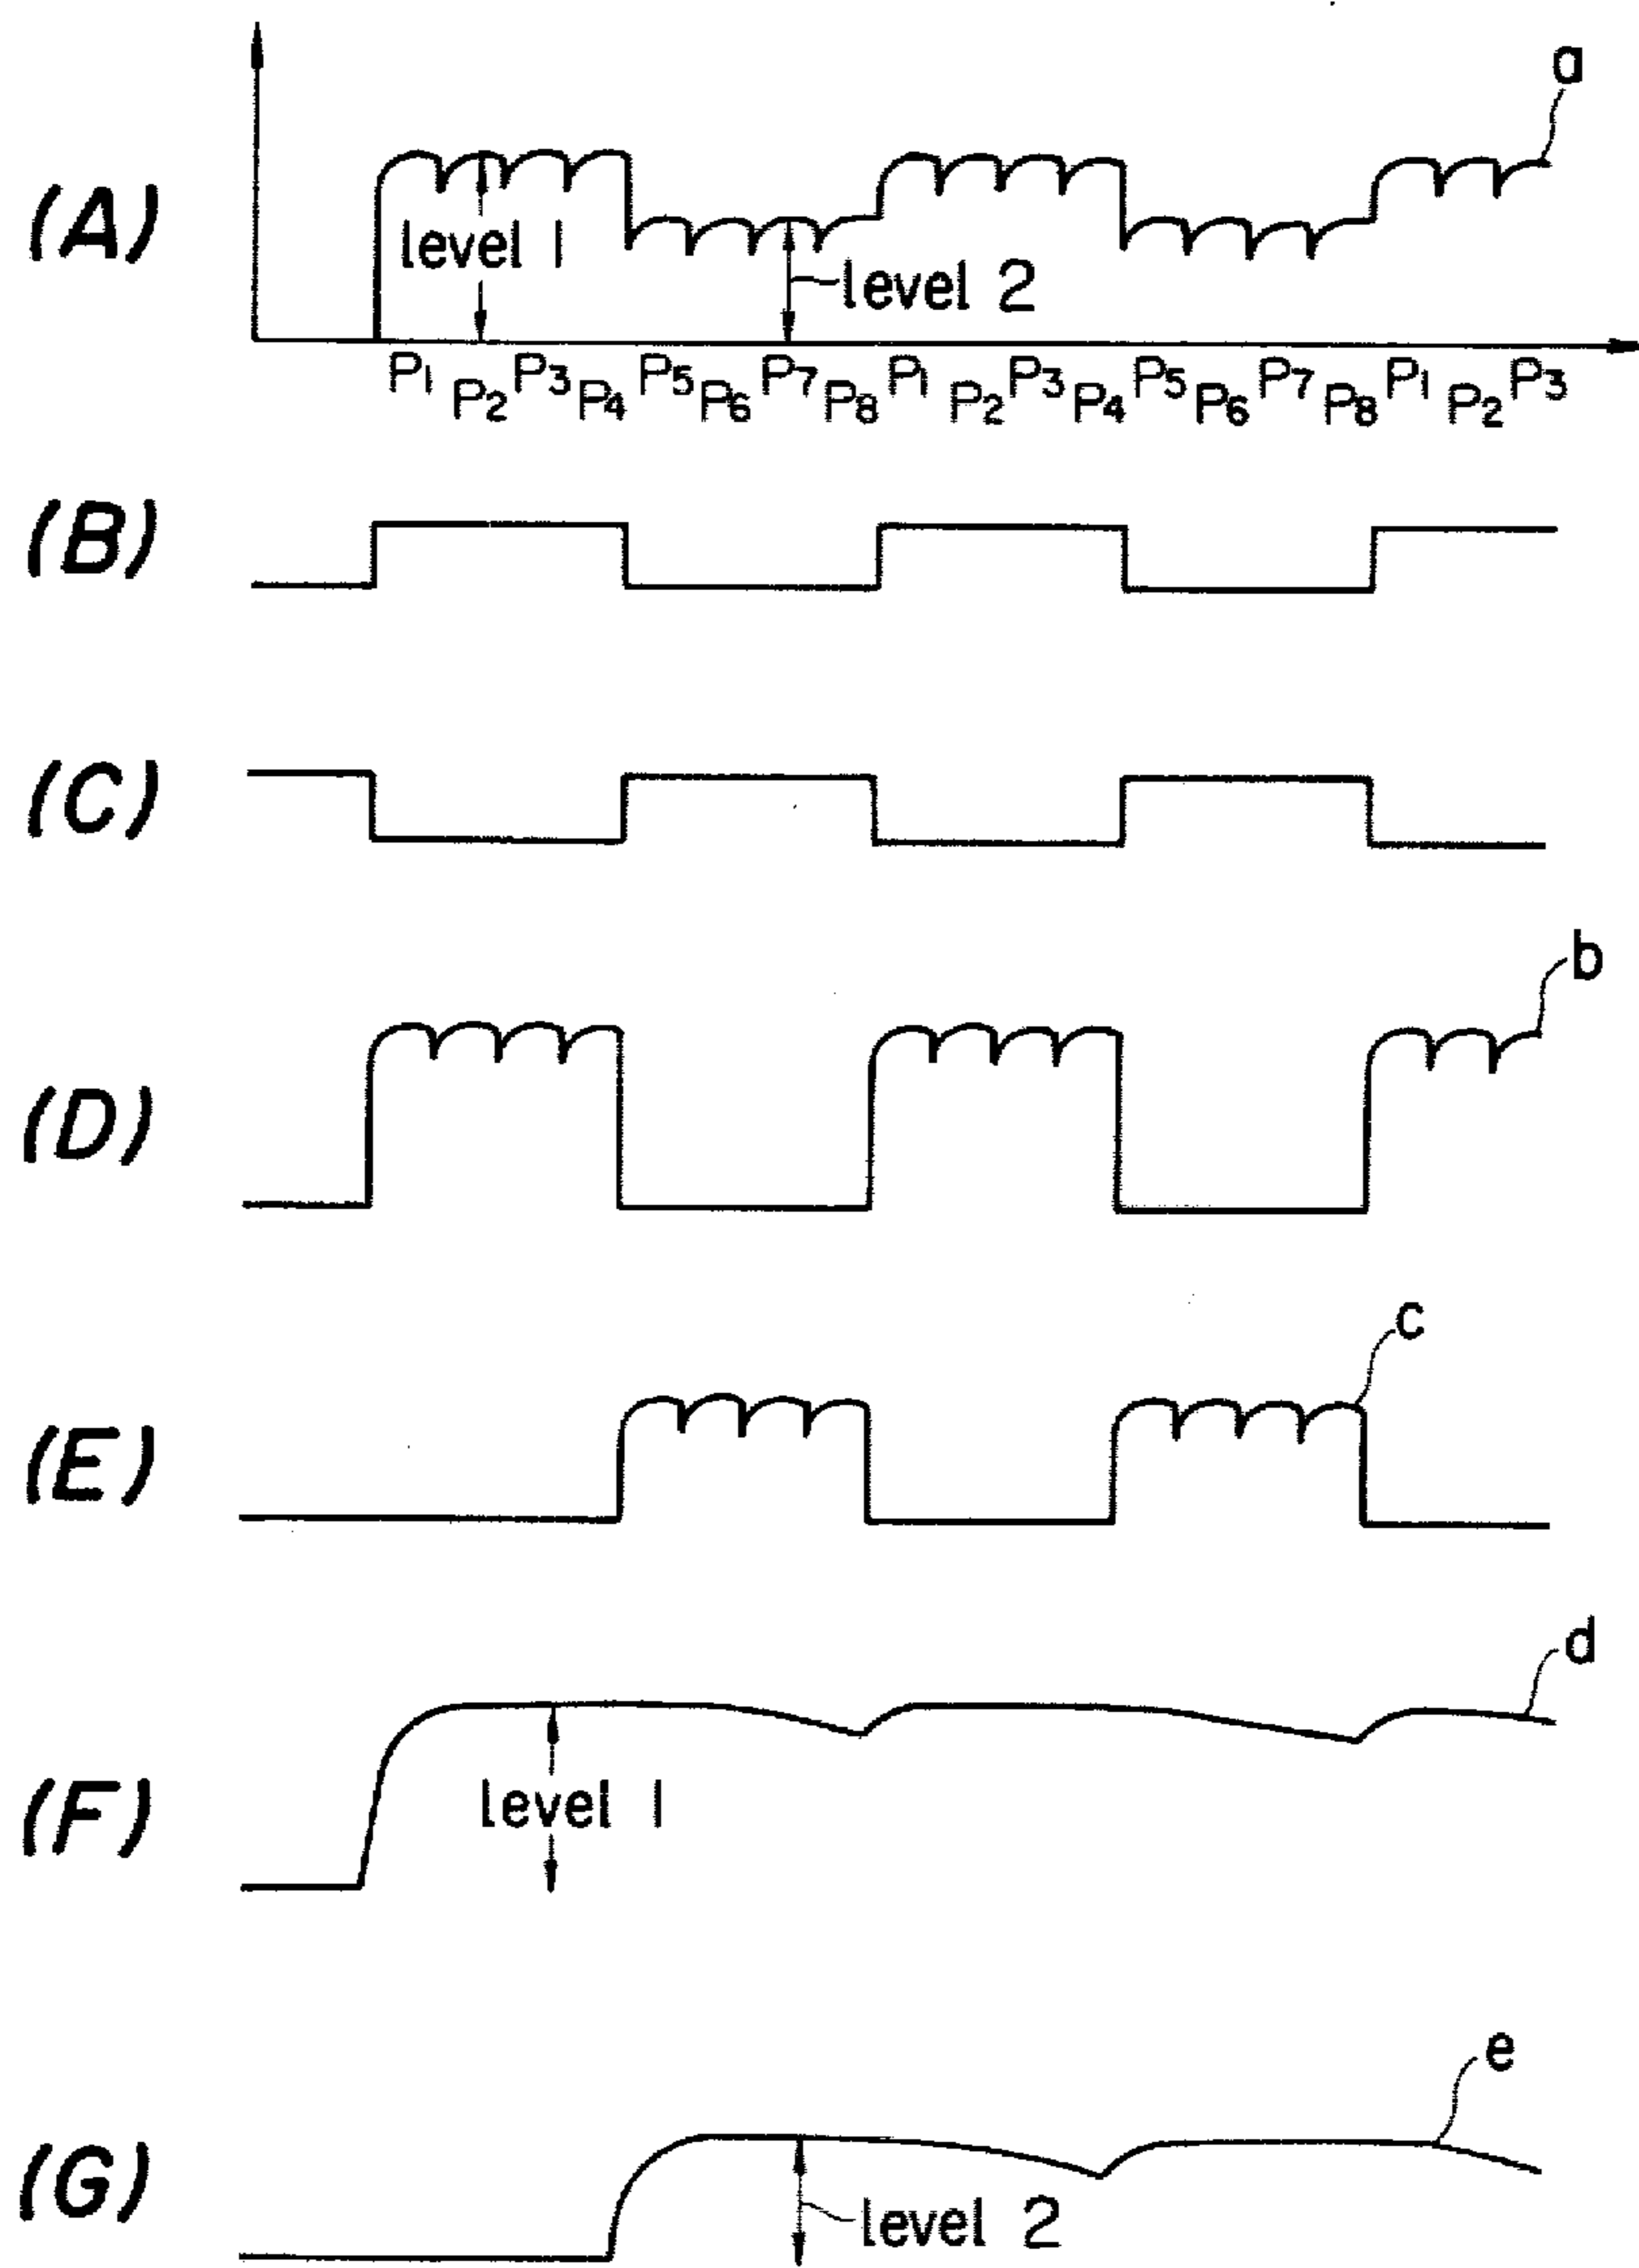 a
(A)
level 1
level 2
P1 P2 P3 P4 P5 P6 P7 P8 P1 P2 P3 P4 P5 P6 P7 P8 P1 P2 P3
(B)
(C)
b
(D)
c
(E)
d
(F)
level 1
e
(G)
level 2